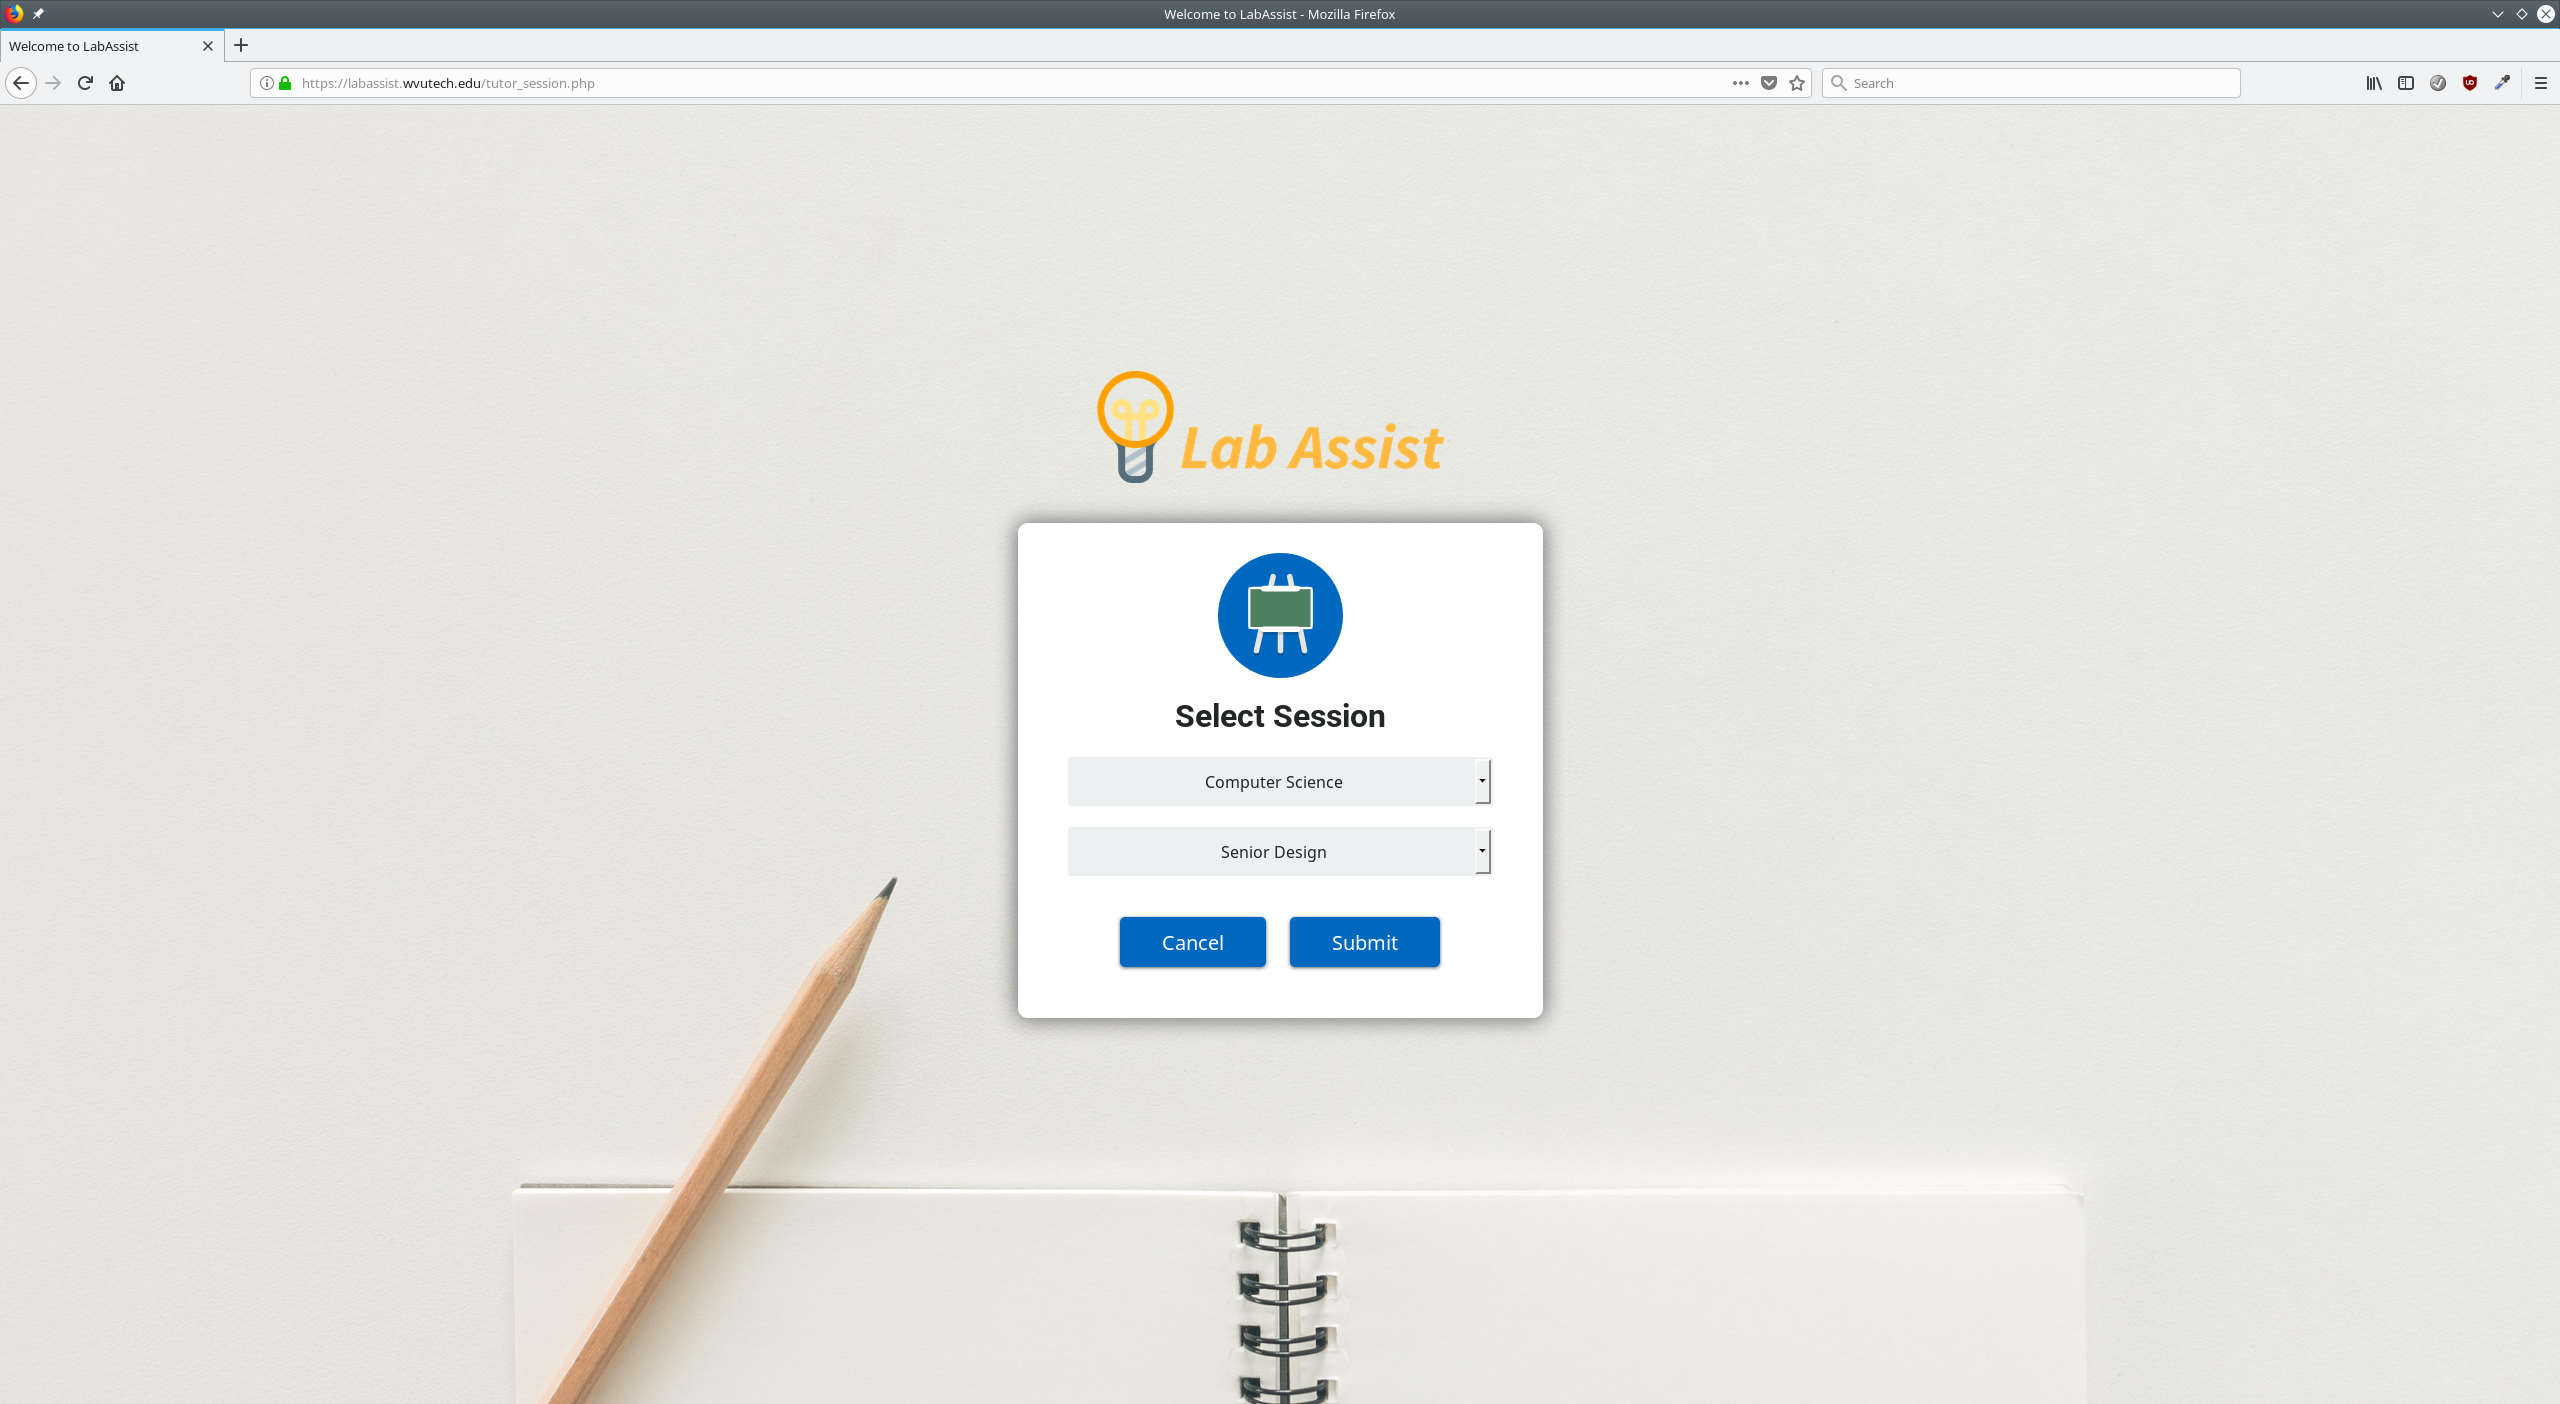 Welcome to LabAssist - Mozilla Firefox
Welcome to LabAssist
https://labassist.wvutech.edu/tutor_session.php
Search
Lab Assist
Select Session
Computer Science
Senior Design
Cancel Submit